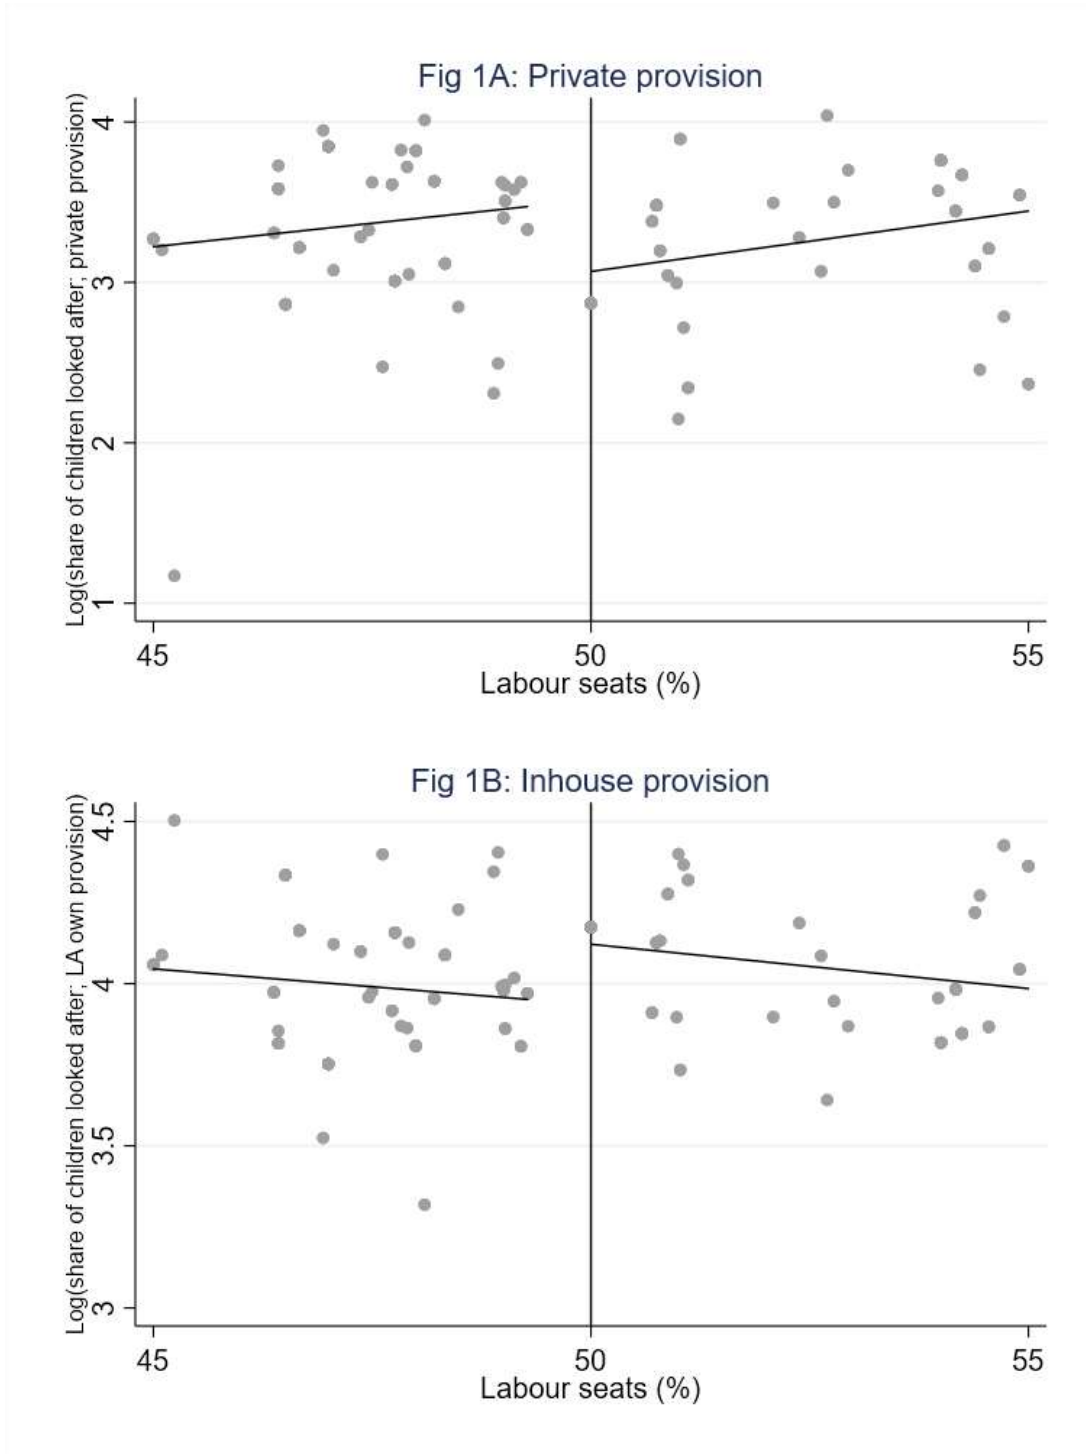 Fig 1A: Private provision
Log(share of children looked after; private provision)
4
3
2
1
45
50
55
Labour seats (%)
Fig 1B: Inhouse provision
Log(share of children looked after; LA own provision)
4.5
4
3.5
3
45
50
55
Labour seats (%)